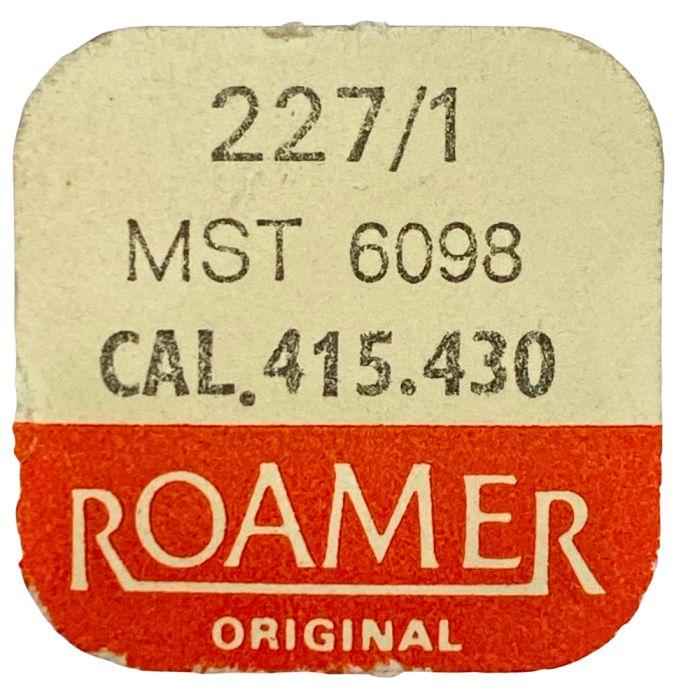 227/1
MST 6098
CAL.415.430
ROAMER
ORIGINAL